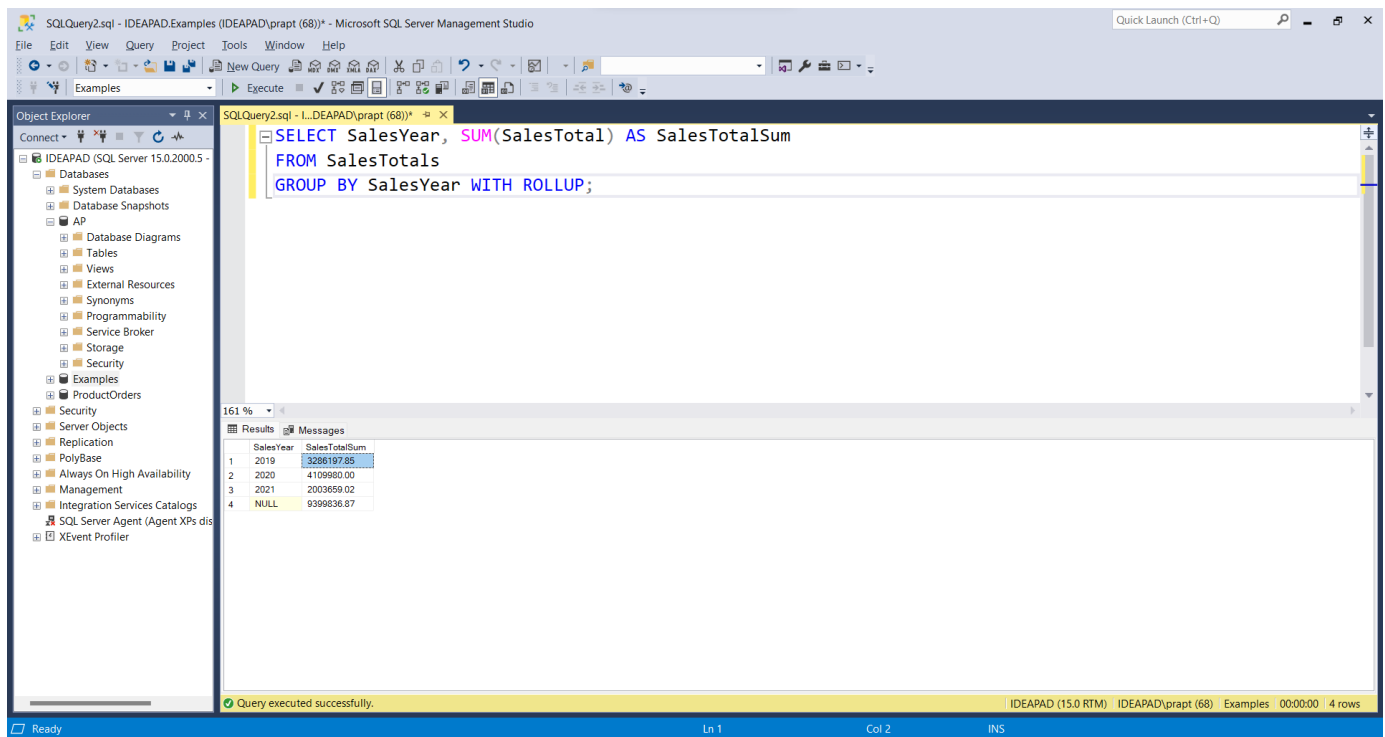 SQLQuery2.sql - IDEAPAD.Examples (IDEAPAD\prapt (68))* - Microsoft SQL Server Management Studio
Quick Launch (Ctrl+Q)
File Edit View Query Project Tools Window Help
New Query
Examples
Execute
Object Explorer
SQLQuery2.sql - I...DEAPAD\prapt (68))*
Connect
IDEAPAD (SQL Server 15.0.2000.5 -
Databases
System Databases
Database Snapshots
AP
Database Diagrams
Tables
Views
External Resources
Synonyms
Programmability
Service Broker
Storage
Security
Examples
ProductOrders
Security
Server Objects
Replication
PolyBase
Always On High Availability
Management
Integration Services Catalogs
SQL Server Agent (Agent XPs dis
XEvent Profiler
SELECT SalesYear, SUM(SalesTotal) AS SalesTotalSum
FROM SalesTotals
GROUP BY SalesYear WITH ROLLUP;
161 %
Results Messages
SalesYear SalesTotalSum
1 2019 3286197.85
2 2020 4109980.00
3 2021 2003659.02
4 NULL 9399836.87
Query executed successfully.
IDEAPAD (15.0 RTM) IDEAPAD\prapt (68) Examples 00:00:00 4 rows
Ready Ln 1 Col 2 INS